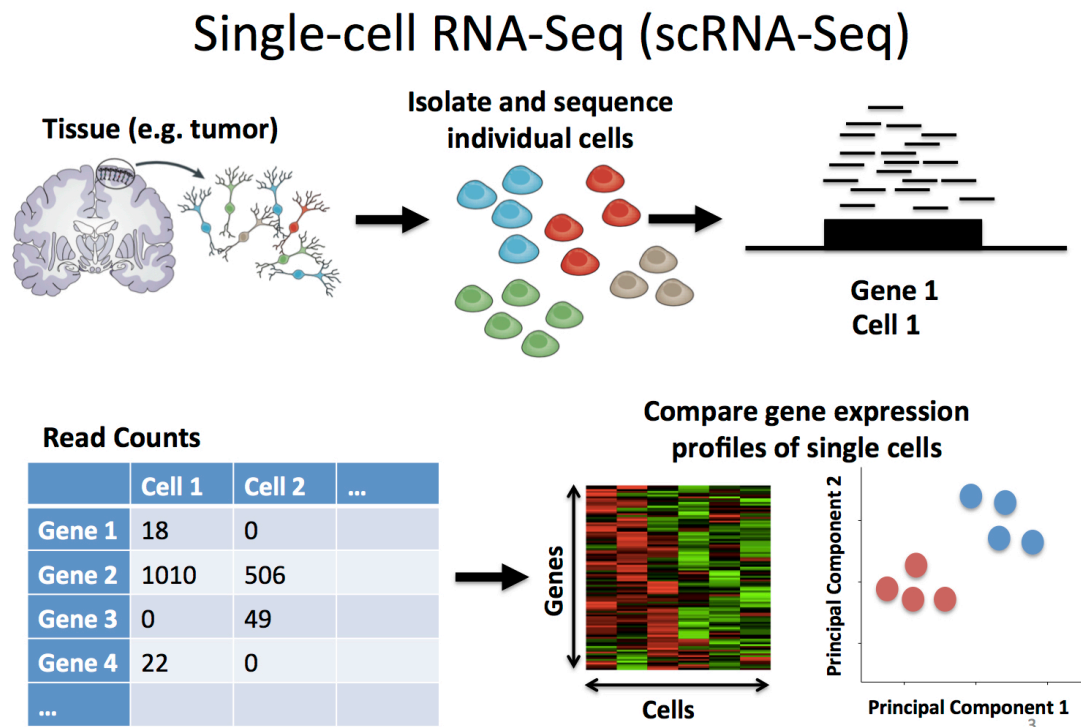 Single-cell RNA-Seq (scRNA-Seq)
Tissue (e.g. tumor)
Isolate and sequence
individual cells
Gene 1
Cell 1
Read Counts
Cell 1 Cell 2 ...
Gene 1 18 0
Gene 2 1010 506
Gene 3 0 49
Gene 4 22 0
...
Compare gene expression
profiles of single cells
Genes
Cells
Principal Component 2
Principal Component 1
3